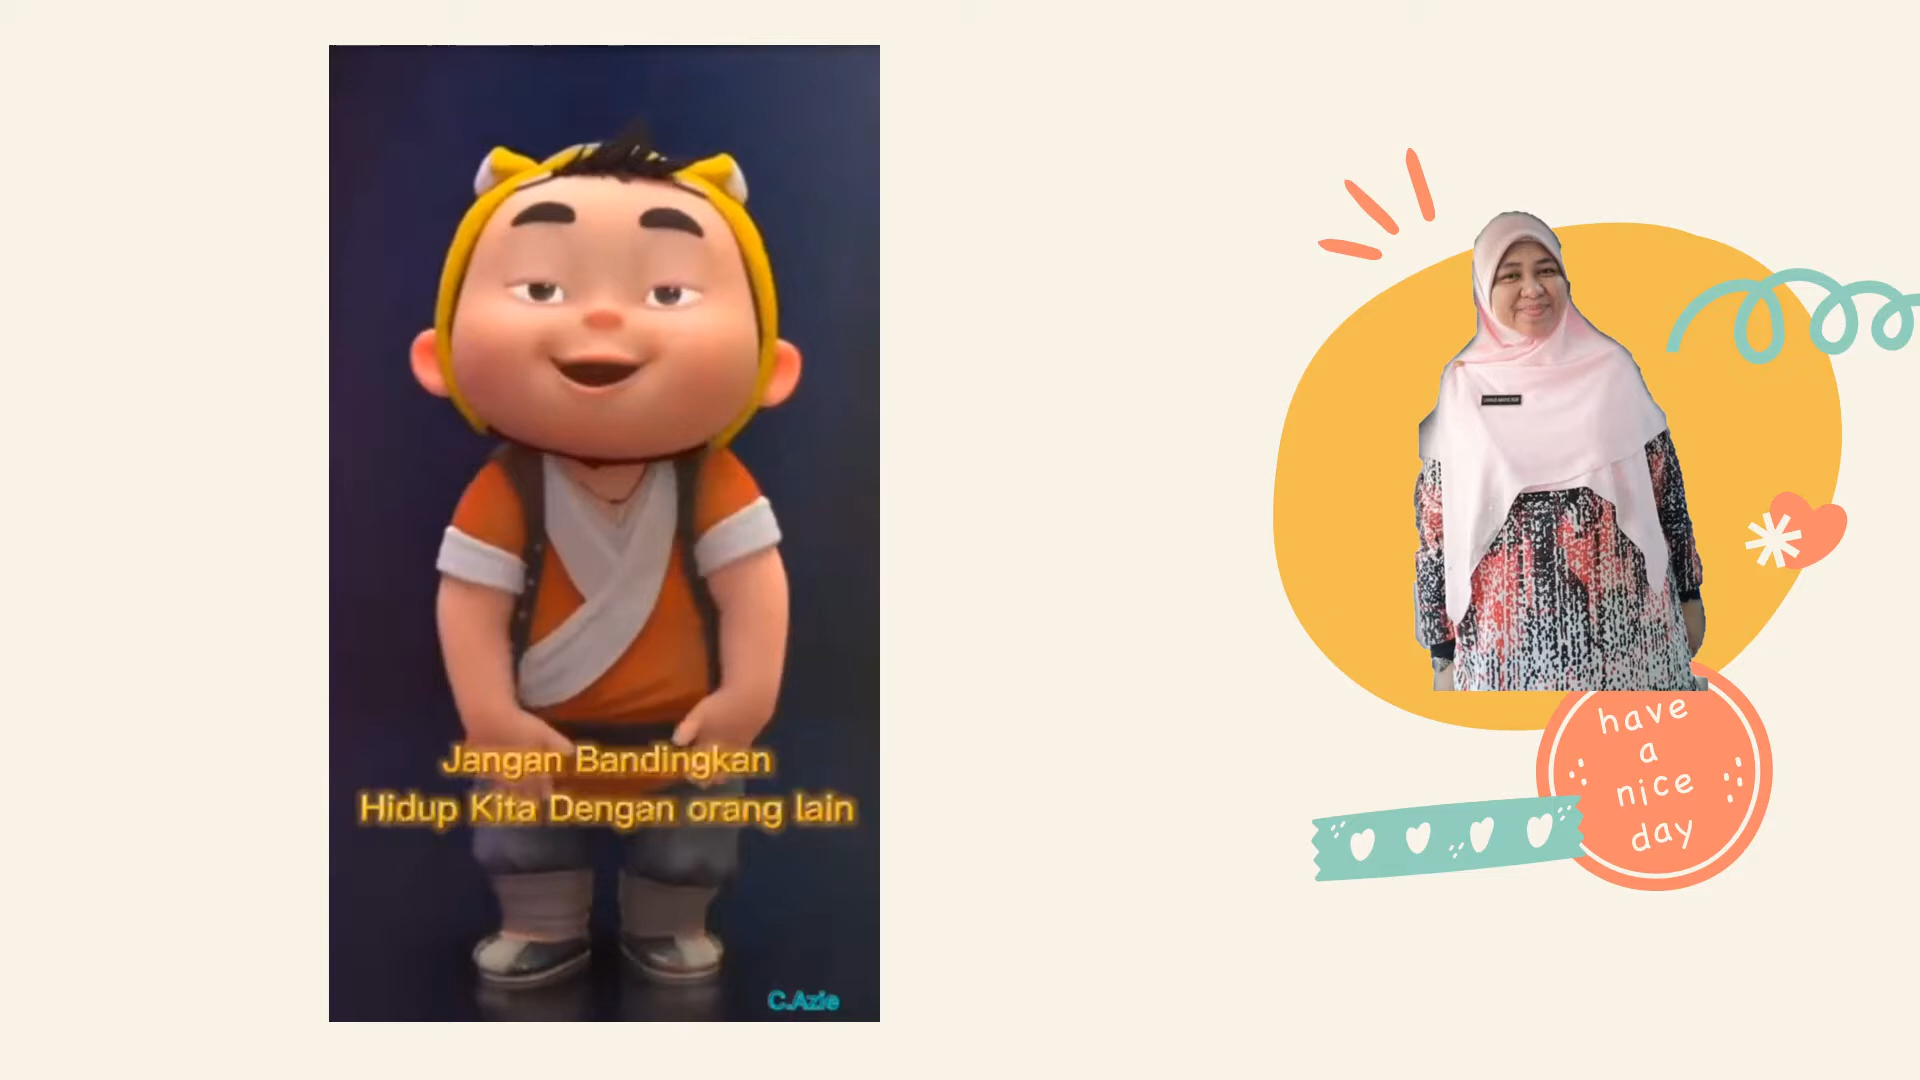 Jangan Bandingkan
Hidup Kita Dengan orang lain
C.Azie
have
a
nice
day